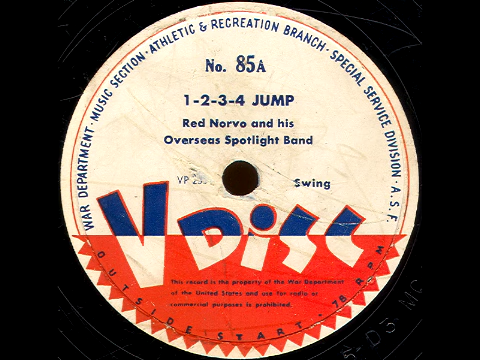 WAR DEPARTMENT · MUSIC SECTION · ATHLETIC & RECREATION BRANCH · SPECIAL SERVICE DIVISION · A.S.F.
No. 85A
1-2-3-4 JUMP
Red Norvo and his
Overseas Spotlight Band
VP
Swing
V DiSC
This record is the property of the War Department
of the United States and use for radio or
commercial purposes is prohibited.
OUTSIDE START - 78 RPM